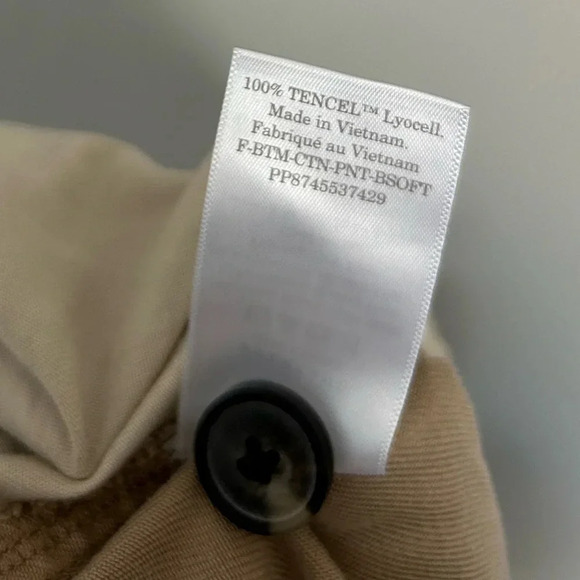 100% TENCEL™ Lyocell.
Made in Vietnam.
Fabriqué au Vietnam
F-BTM-CTN-PNT-BSOFT
PP8745537429